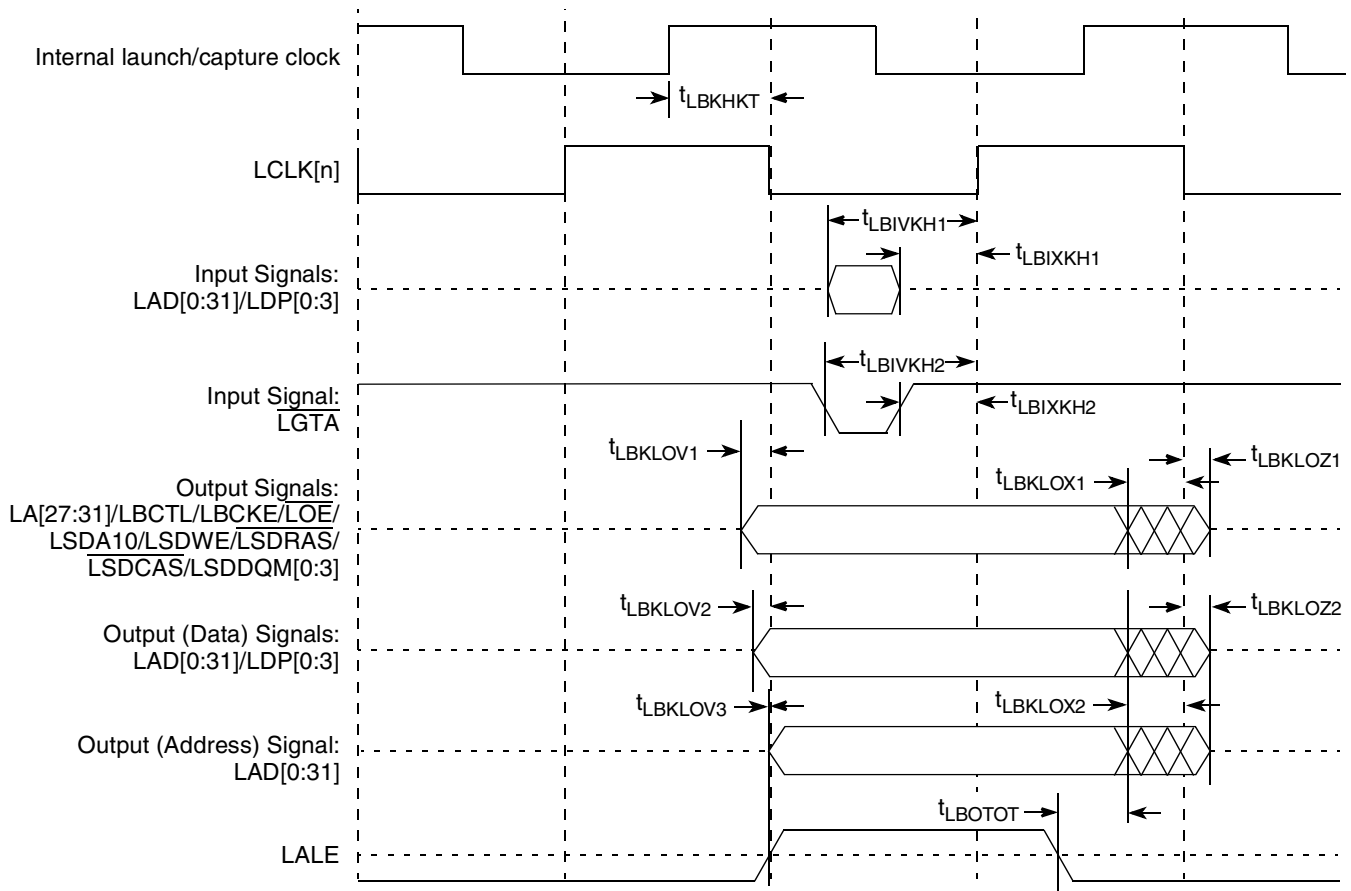 Internal launch/capture clock
tLBKHKT
LCLK[n]
tLBIVKH1
tLBIXKH1
Input Signals:
LAD[0:31]/LDP[0:3]
tLBIVKH2
Input Signal:
LGTA
tLBIXKH2
tLBKLOV1
tLBKLOZ1
tLBKLOX1
Output Signals:
LA[27:31]/LBCTL/LBCKE/LOE/
LSDA10/LSDWE/LSDRAS/
LSDCAS/LSDDQM[0:3]
tLBKLOV2
tLBKLOZ2
Output (Data) Signals:
LAD[0:31]/LDP[0:3]
tLBKLOV3
tLBKLOX2
Output (Address) Signal:
LAD[0:31]
tLBOTOT
LALE